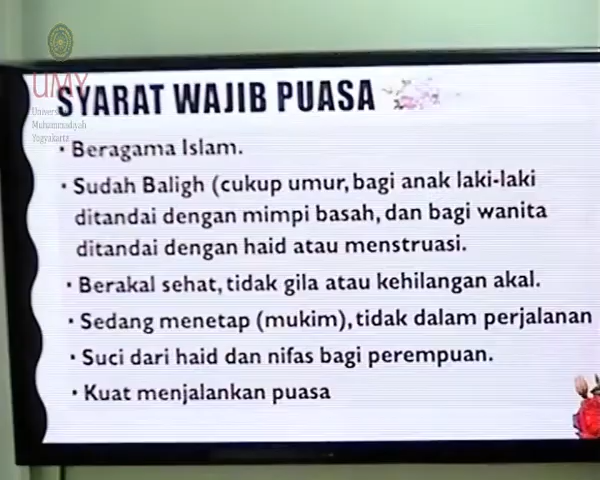 UMY
Universitas
Muhammadiyah
Yogyakarta
SYARAT WAJIB PUASA
• Beragama Islam.
• Sudah Baligh (cukup umur, bagi anak laki-laki
ditandai dengan mimpi basah, dan bagi wanita
ditandai dengan haid atau menstruasi.
• Berakal sehat, tidak gila atau kehilangan akal.
• Sedang menetap (mukim), tidak dalam perjalanan
• Suci dari haid dan nifas bagi perempuan.
• Kuat menjalankan puasa